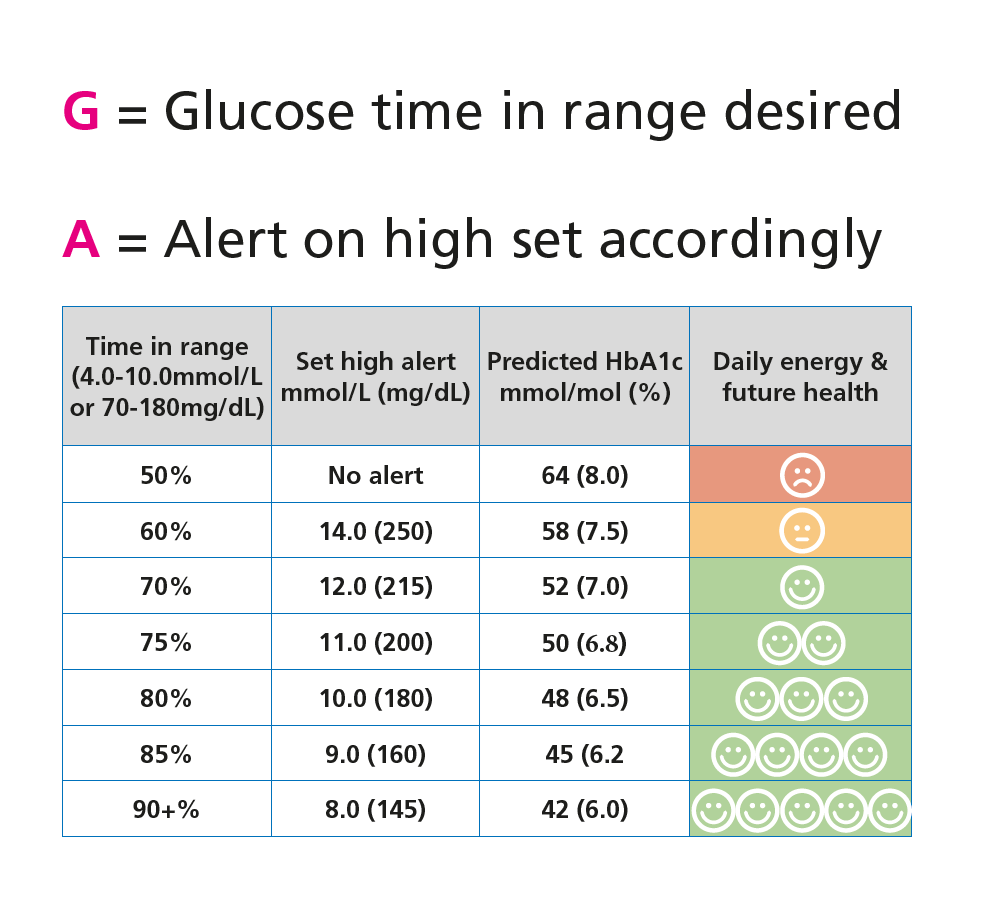 G = Glucose time in range desired
A = Alert on high set accordingly
Time in range
(4.0-10.0mmol/L
or 70-180mg/dL)
Set high alert
mmol/L (mg/dL)
Predicted HbA1c
mmol/mol (%)
Daily energy &
future health
50% No alert 64 (8.0)
60% 14.0 (250) 58 (7.5)
70% 12.0 (215) 52 (7.0)
75% 11.0 (200) 50 (6.8)
80% 10.0 (180) 48 (6.5)
85% 9.0 (160) 45 (6.2
90+% 8.0 (145) 42 (6.0)